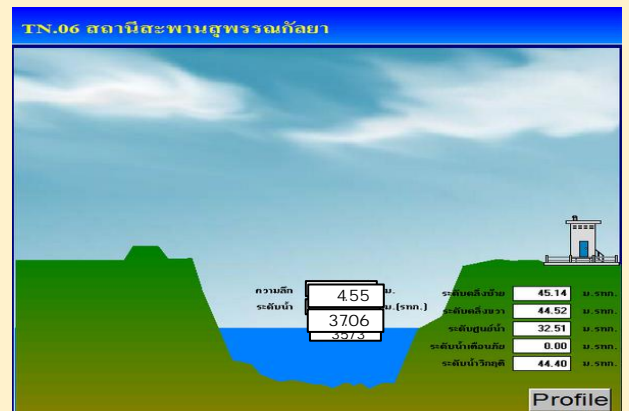 TN.06 สถานีสะพานสุพรรณกัลยา
ความลึก 4.55 ม.
ระดับน้ำ 37.06 ม.(รทก.)
3573
ระดับตลิ่งซ้าย 45.14 ม.รทก.
ระดับตลิ่งขวา 44.52 ม.รทก.
ระดับศูนย์น้ำ 32.51 ม.รทก.
ระดับน้ำเตือนภัย 0.00 ม.รทก.
ระดับน้ำวิกฤติ 44.40 ม.รทก.
Profile